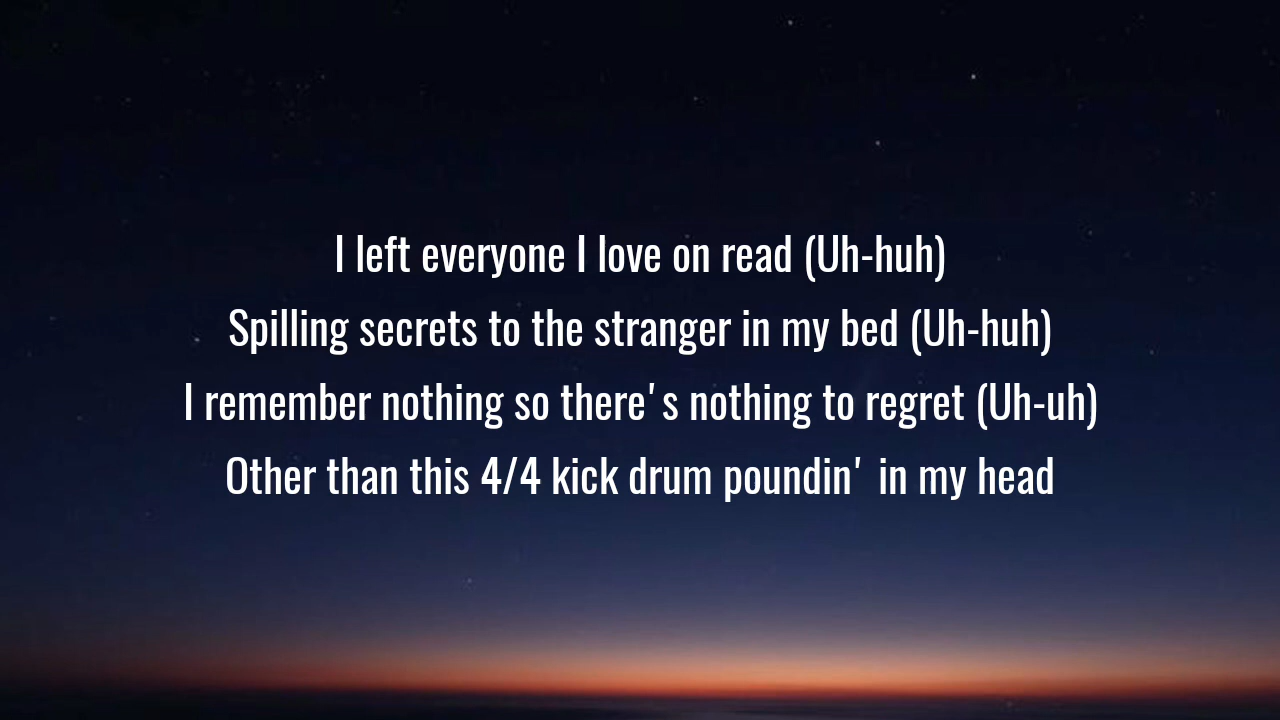 I left everyone I love on read (Uh-huh)
Spilling secrets to the stranger in my bed (Uh-huh)
I remember nothing so there's nothing to regret (Uh-uh)
Other than this 4/4 kick drum poundin' in my head